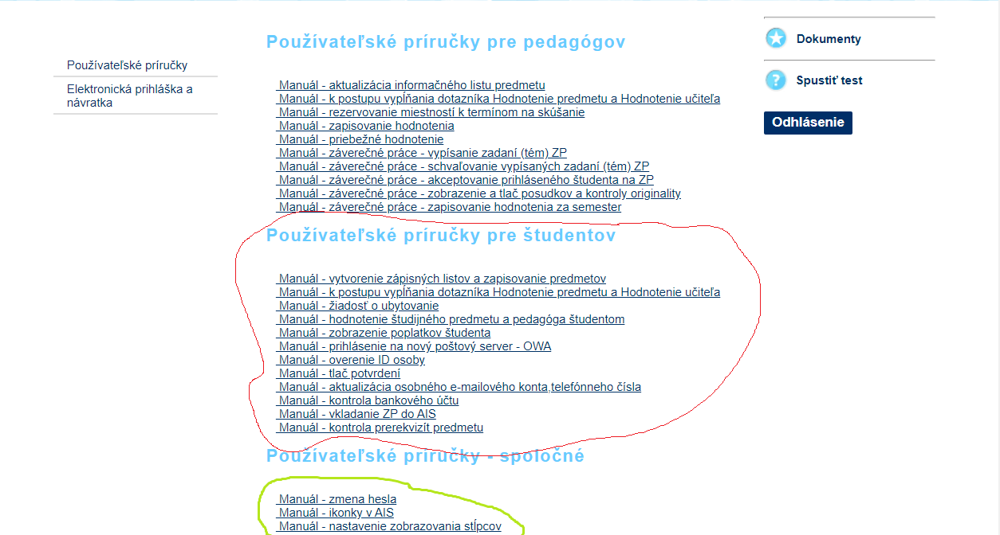 Používateľské príručky
Elektronická prihláška a
návratka
Používateľské príručky pre pedagógov
Manuál - aktualizácia informačného listu predmetu
Manuál - k postupu vypĺňania dotazníka Hodnotenie predmetu a Hodnotenie učiteľa
Manuál - rezervovanie miestností k termínom na skúšanie
Manuál - zapisovanie hodnotenia
Manuál - priebežné hodnotenie
Manuál - záverečné práce - vypísanie zadaní (tém) ZP
Manuál - záverečné práce - schvaľovanie vypísaných zadaní (tém) ZP
Manuál - záverečné práce - akceptovanie prihláseného študenta na ZP
Manuál - záverečné práce - zobrazenie a tlač posudkov a kontroly originality
Manuál - záverečné práce - zapisovanie hodnotenia za semester
Používateľské príručky pre študentov
Manuál - vytvorenie zápisných listov a zapisovanie predmetov
Manuál - k postupu vypĺňania dotazníka Hodnotenie predmetu a Hodnotenie učiteľa
Manuál - žiadosť o ubytovanie
Manuál - hodnotenie študijného predmetu a pedagóga študentom
Manuál - zobrazenie poplatkov študenta
Manuál - prihlásenie na nový poštový server - OWA
Manuál - overenie ID osoby
Manuál - tlač potvrdení
Manuál - aktualizácia osobného e-mailového konta,telefónneho čísla
Manuál - kontrola bankového účtu
Manuál - vkladanie ZP do AIS
Manuál - kontrola prerekvizít predmetu
Používateľské príručky - spoločné
Manuál - zmena hesla
Manuál - ikonky v AIS
Manuál - nastavenie zobrazovania stĺpcov
Dokumenty
Spustiť test
Odhlásenie